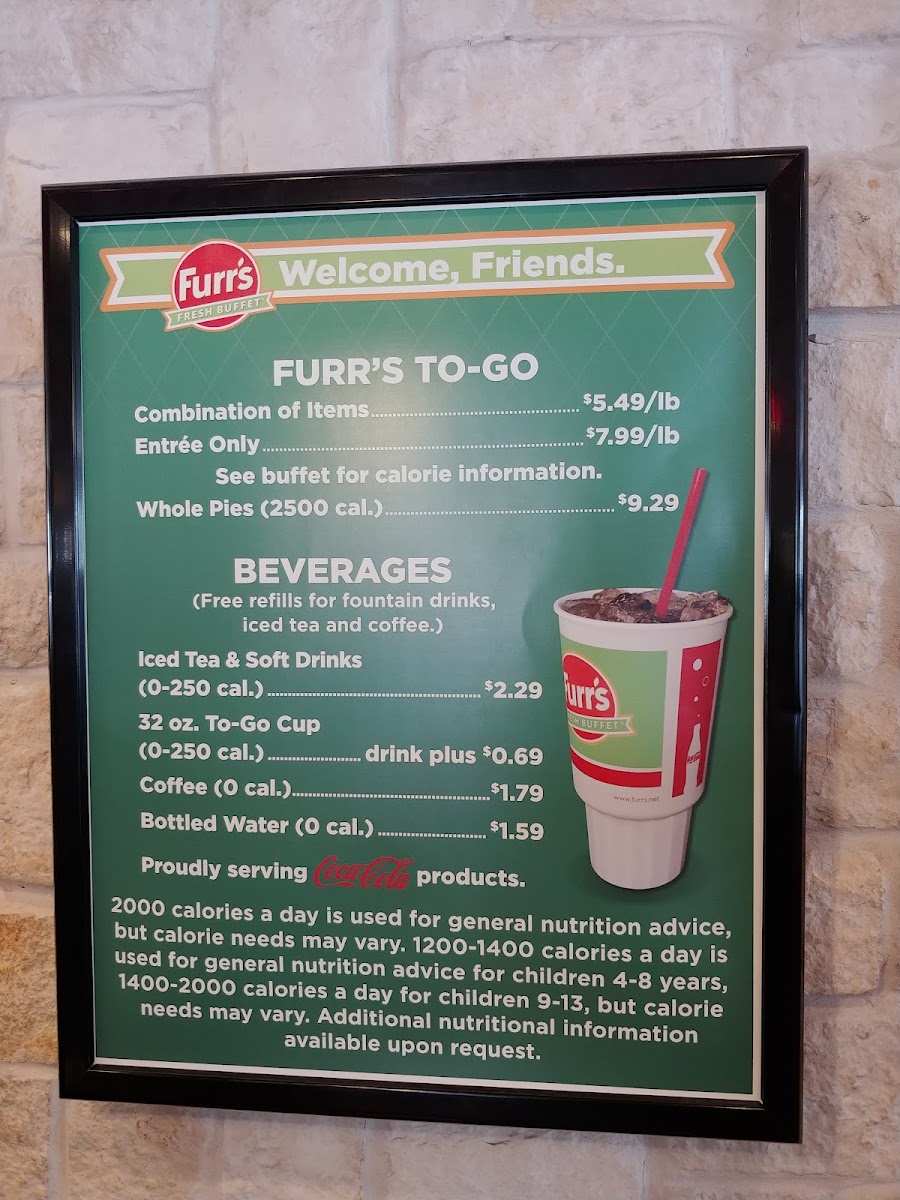 Furr's
FRESH BUFFET
Welcome, Friends.
FURR'S TO-GO
Combination of Items........................................ $5.49/lb
Entrée Only........................................ $7.99/lb
See buffet for calorie information.
Whole Pies (2500 cal.)........................................ $9.29
BEVERAGES
(Free refills for fountain drinks,
iced tea and coffee.)
Iced Tea & Soft Drinks
(0-250 cal.)........................................ $2.29
32 oz. To-Go Cup
(0-250 cal.).................... drink plus $0.69
Coffee (0 cal.)........................................ $1.79
Bottled Water (0 cal.)...................... $1.59
Proudly serving Coca-Cola products.
2000 calories a day is used for general nutrition advice,
but calorie needs may vary. 1200-1400 calories a day is
used for general nutrition advice for children 4-8 years,
1400-2000 calories a day for children 9-13, but calorie
needs may vary. Additional nutritional information
available upon request.
Furr's
FRESH BUFFET
www.furrs.net